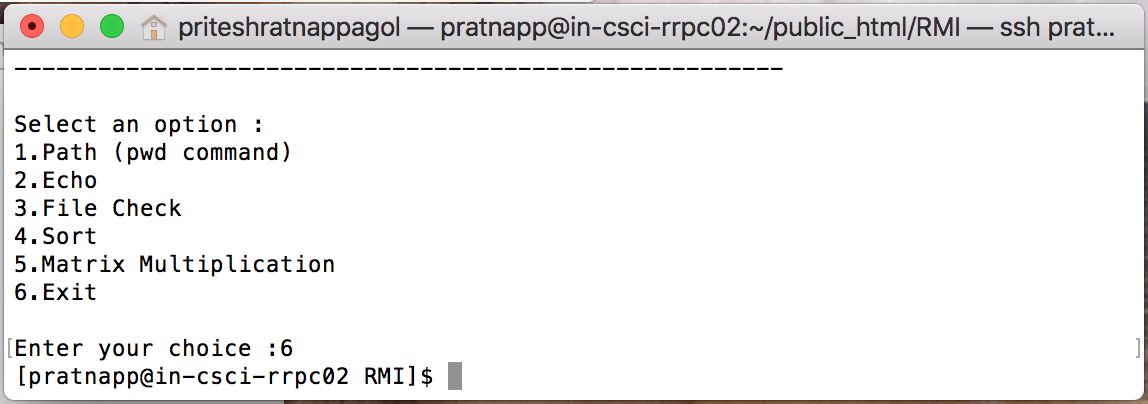 priteshratnappagol — pratnapp@in-csci-rrpc02:~/public_html/RMI — ssh prat...
-------------------------------------------------------
Select an option :
1.Path (pwd command)
2.Echo
3.File Check
4.Sort
5.Matrix Multiplication
6.Exit
[Enter your choice :6 ]
[pratnapp@in-csci-rrpc02 RMI]$